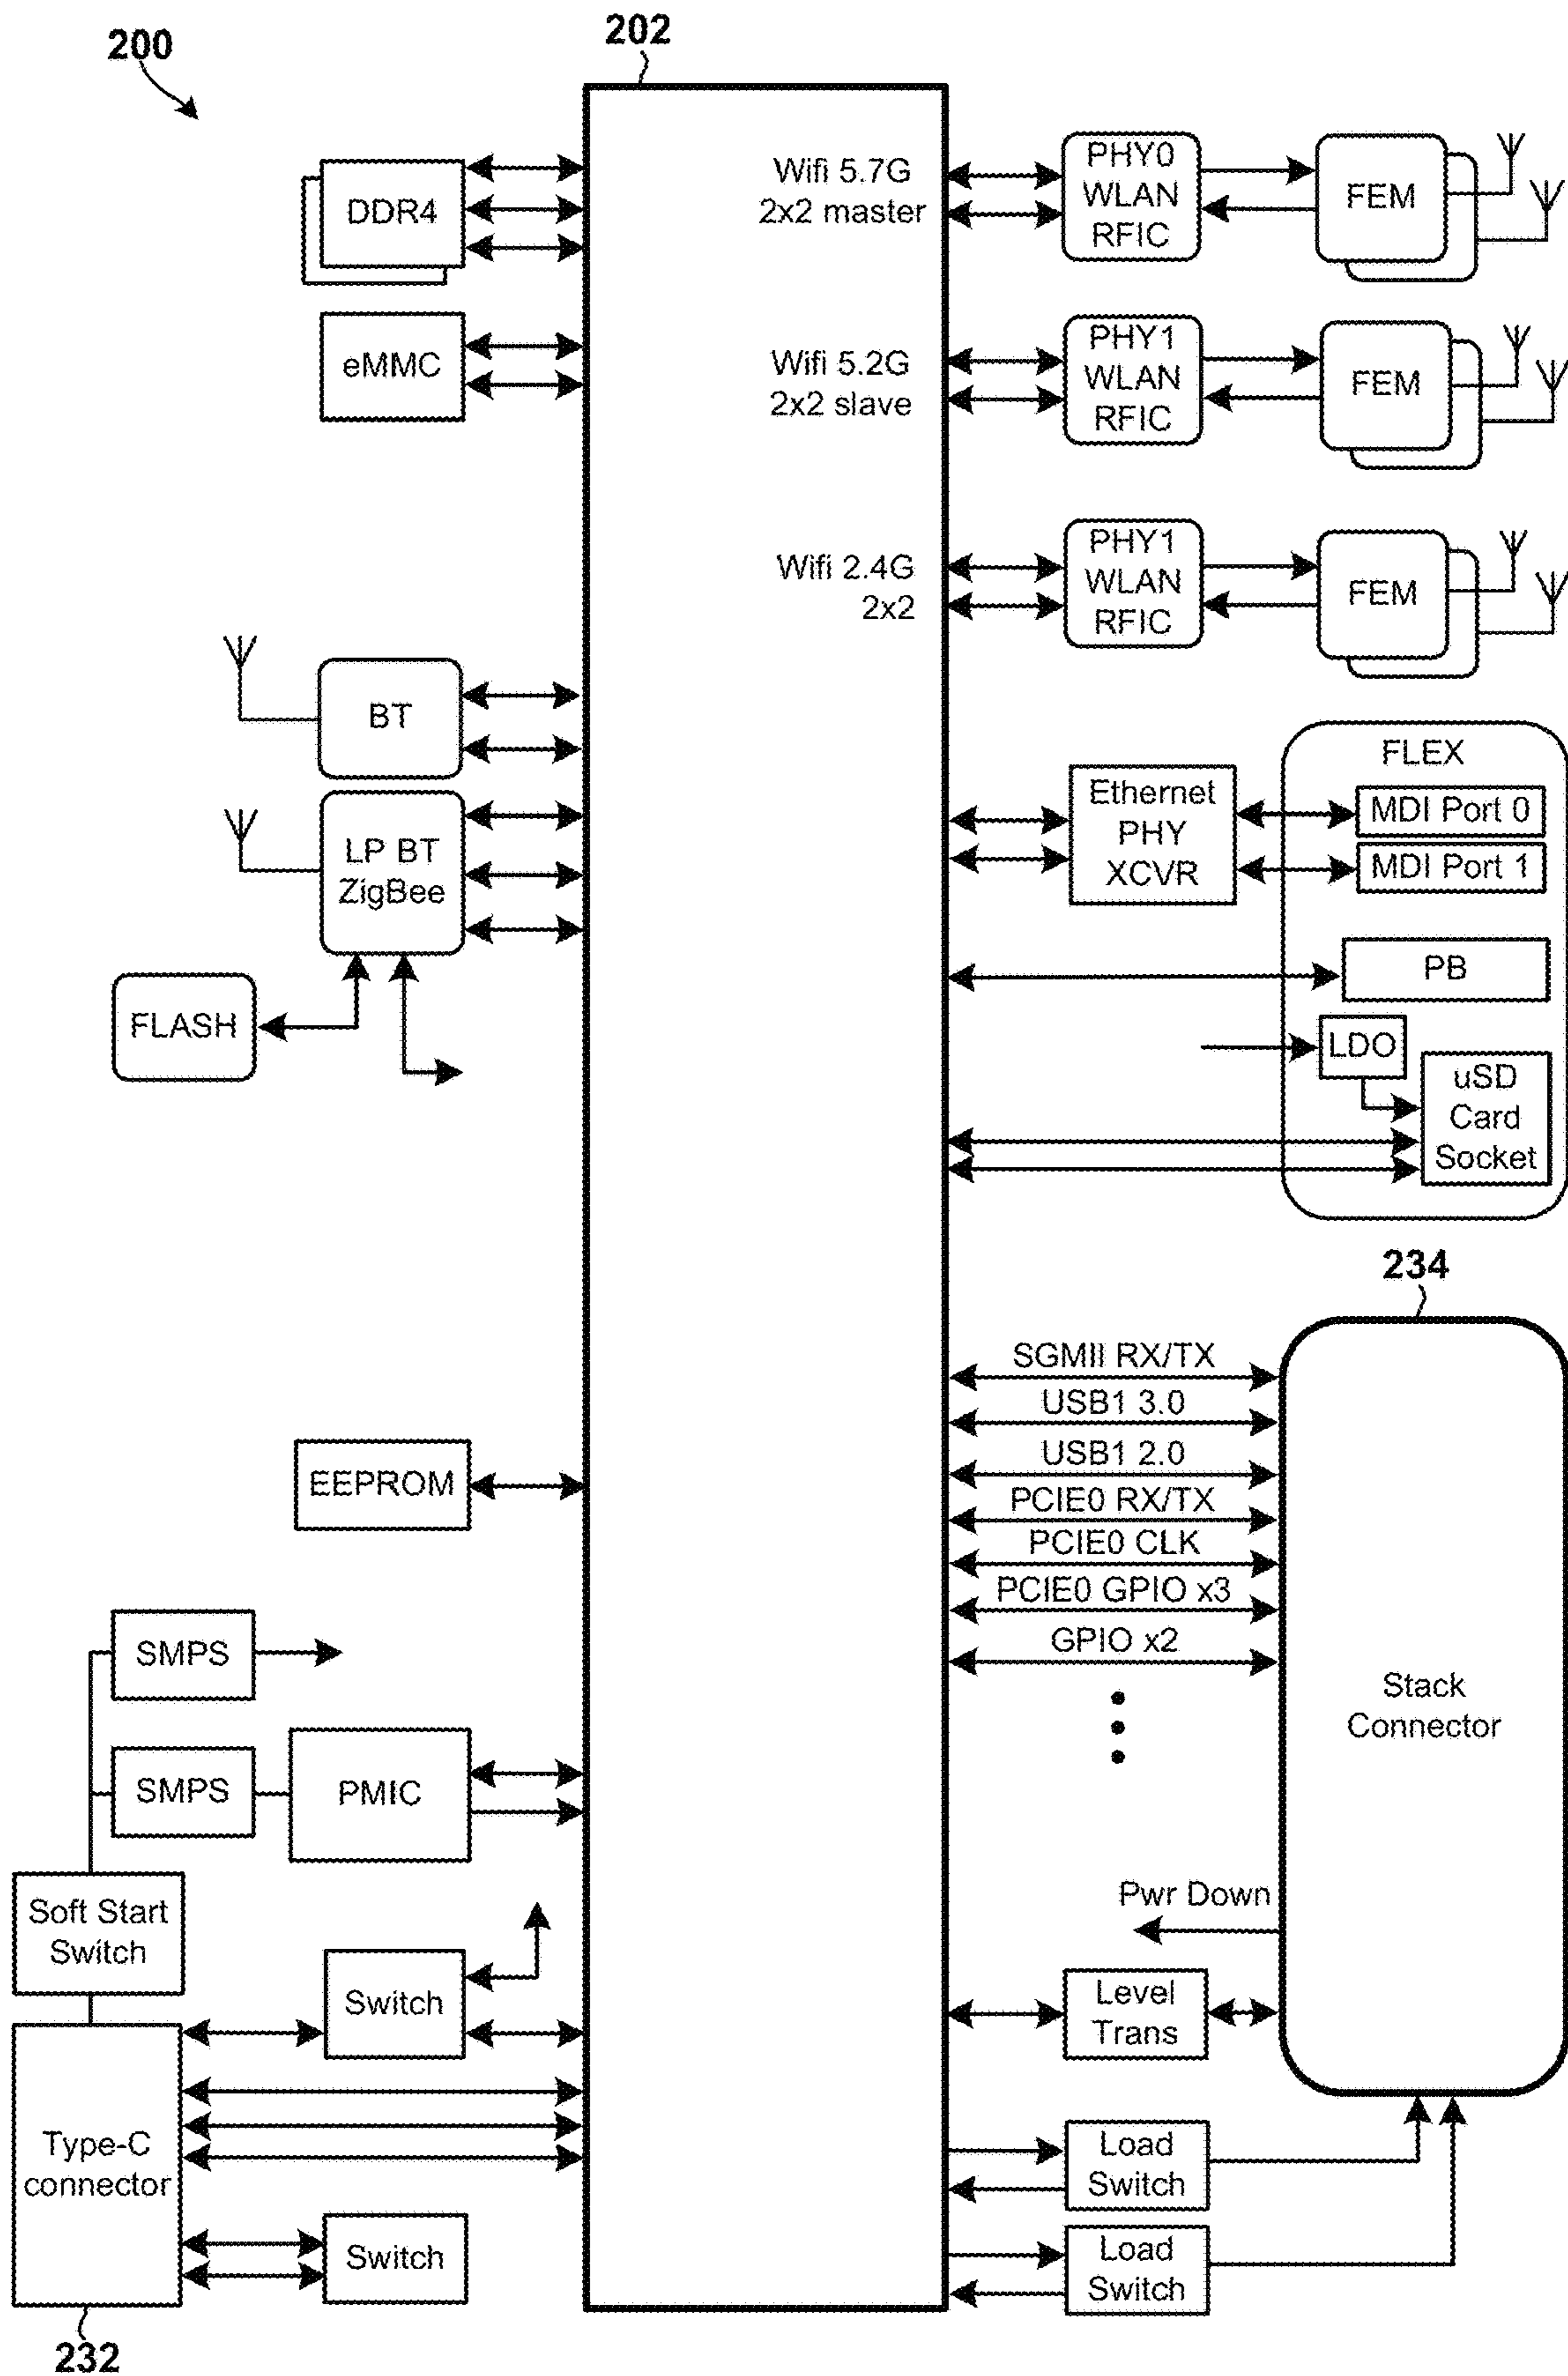 200
202
DDR4
eMMC
BT
LP BT
ZigBee
FLASH
EEPROM
SMPS
SMPS
PMIC
Soft Start
Switch
Switch
Type-C
connector
Switch
232
Wifi 5.7G
2x2 master
Wifi 5.2G
2x2 slave
Wifi 2.4G
2x2
PHY0
WLAN
RFIC
FEM
PHY1
WLAN
RFIC
FEM
PHY1
WLAN
RFIC
FEM
Ethernet
PHY
XCVR
FLEX
MDI Port 0
MDI Port 1
PB
LDO
uSD
Card
Socket
234
SGMII RX/TX
USB1 3.0
USB1 2.0
PCIE0 RX/TX
PCIE0 CLK
PCIE0 GPIO x3
GPIO x2
Stack
Connector
Pwr Down
Level
Trans
Load
Switch
Load
Switch